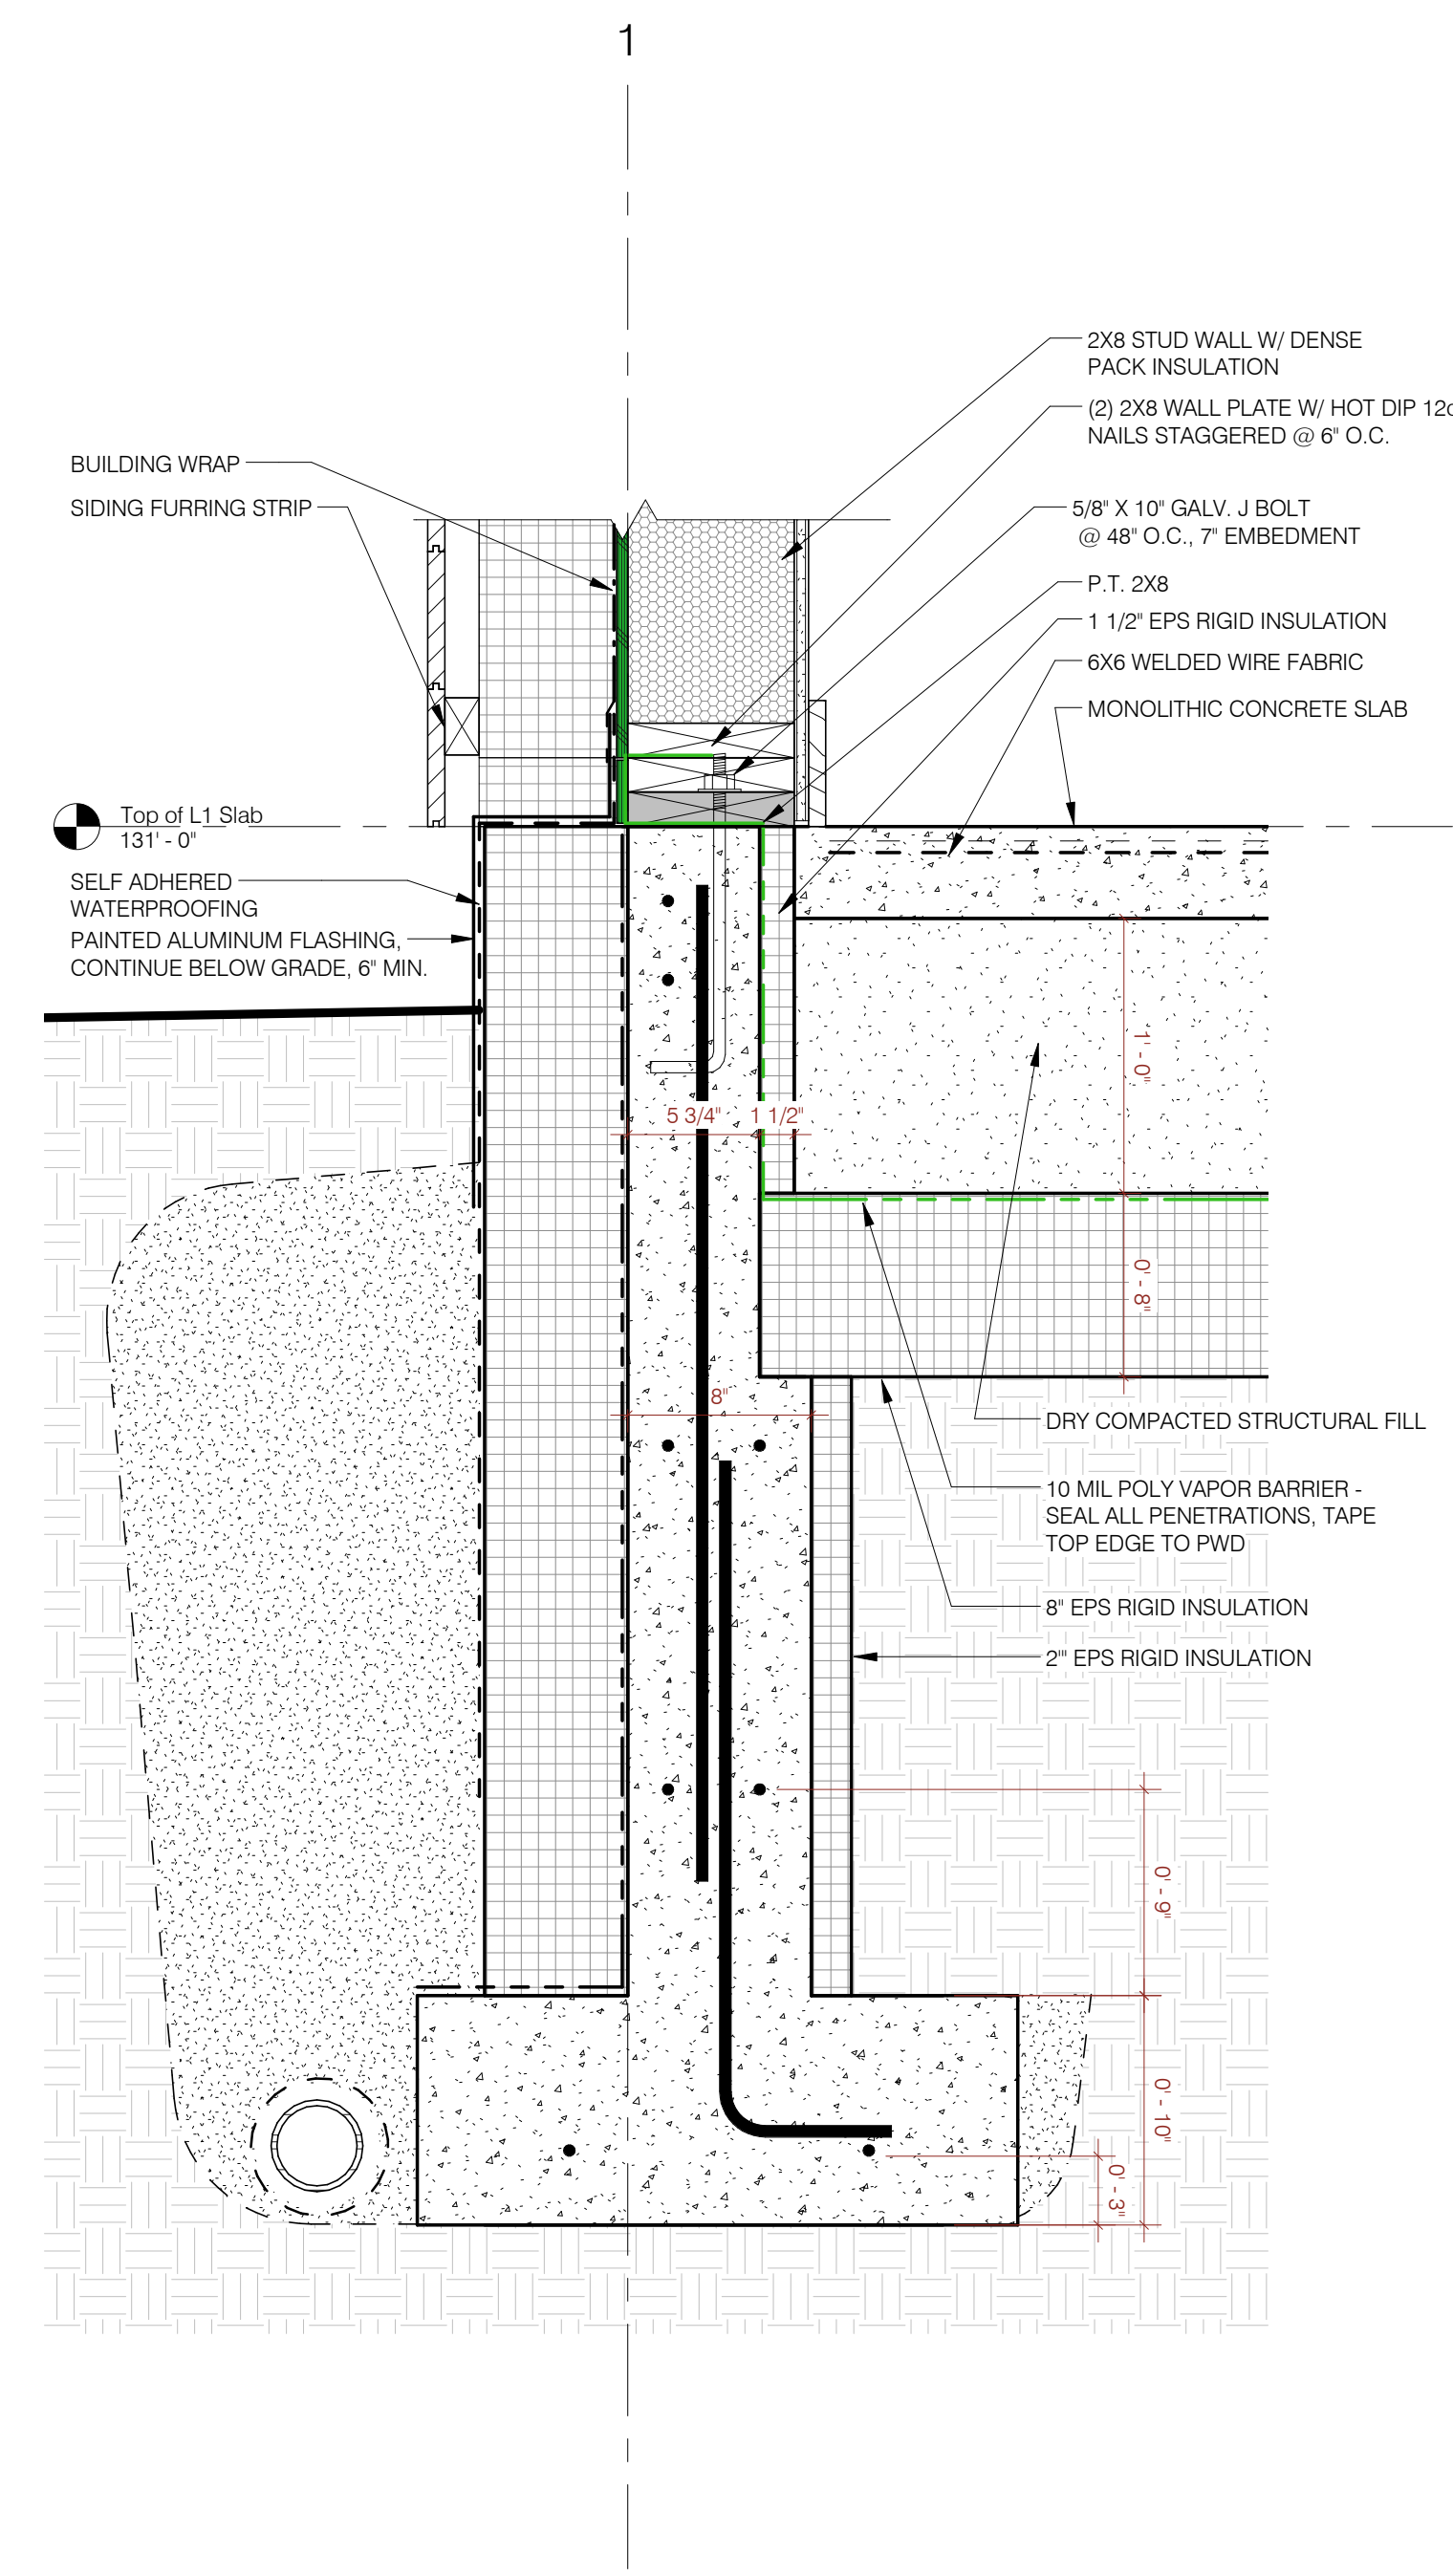 1
2X8 STUD WALL W/ DENSE
PACK INSULATION
(2) 2X8 WALL PLATE W/ HOT DIP
NAILS STAGGERED @ 6" O.C.
BUILDING WRAP
SIDING FURRING STRIP
5/8" X 10" GALV. J BOLT
@ 48" O.C., 7" EMBEDMENT
P.T. 2X8
1 1/2" EPS RIGID INSULATION
6X6 WELDED WIRE FABRIC
MONOLITHIC CONCRETE SLAB
Top of L1 Slab
131' - 0"
SELF ADHERED
WATERPROOFING
PAINTED ALUMINUM FLASHING,
CONTINUE BELOW GRADE, 6" MIN.
1' - 0"
5 3/4"
1 1/2"
0' - 8"
8"
DRY COMPACTED STRUCTURAL FILL
10 MIL POLY VAPOR BARRIER -
SEAL ALL PENETRATIONS, TAPE
TOP EDGE TO PWD
8" EPS RIGID INSULATION
2'" EPS RIGID INSULATION
0' - 9"
0' - 10"
0' - 3"